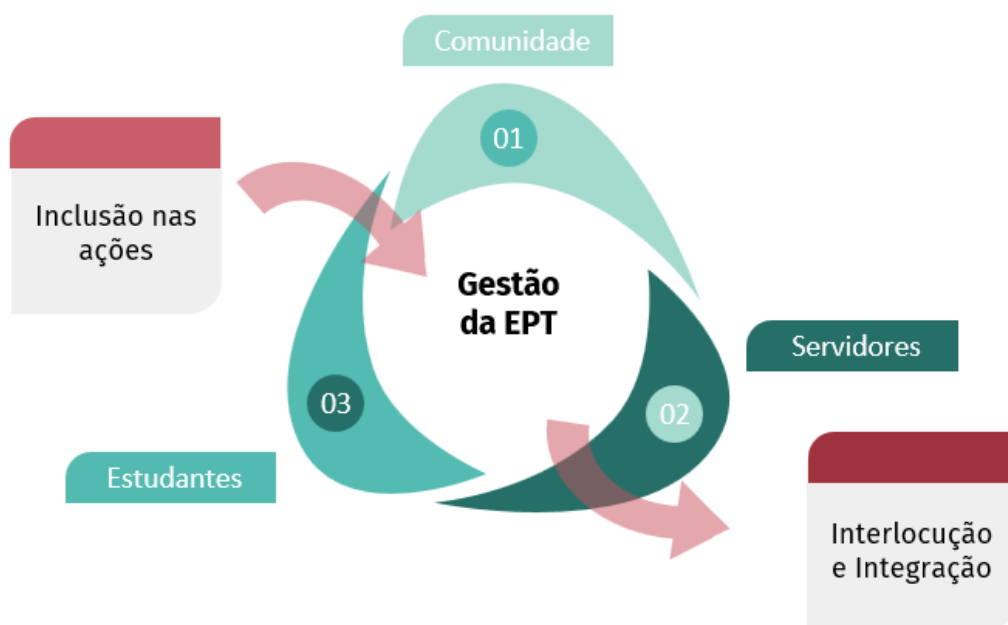 Comunidade
01
Inclusão nas
ações
Gestão
da EPT
Servidores
02
03
Estudantes
Interlocução
e Integração